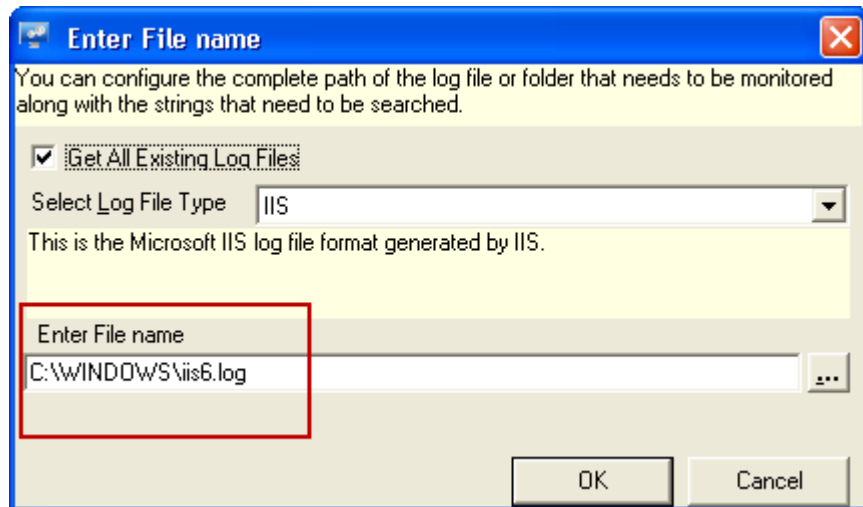 Enter File name
You can configure the complete path of the log file or folder that needs to be monitored
along with the strings that need to be searched.
Get All Existing Log Files
Select Log File Type IIS
This is the Microsoft IIS log file format generated by IIS.
Enter File name
C:\WINDOWS\iis6.log ...
OK Cancel